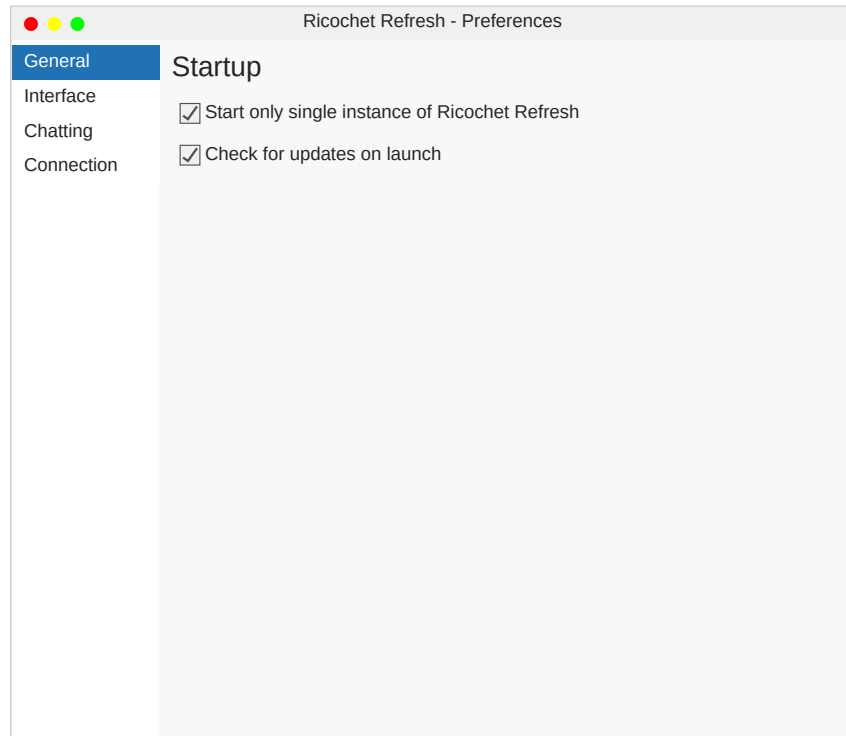 Ricochet Refresh - Preferences
General
Interface
Chatting
Connection
Startup
Start only single instance of Ricochet Refresh
Check for updates on launch